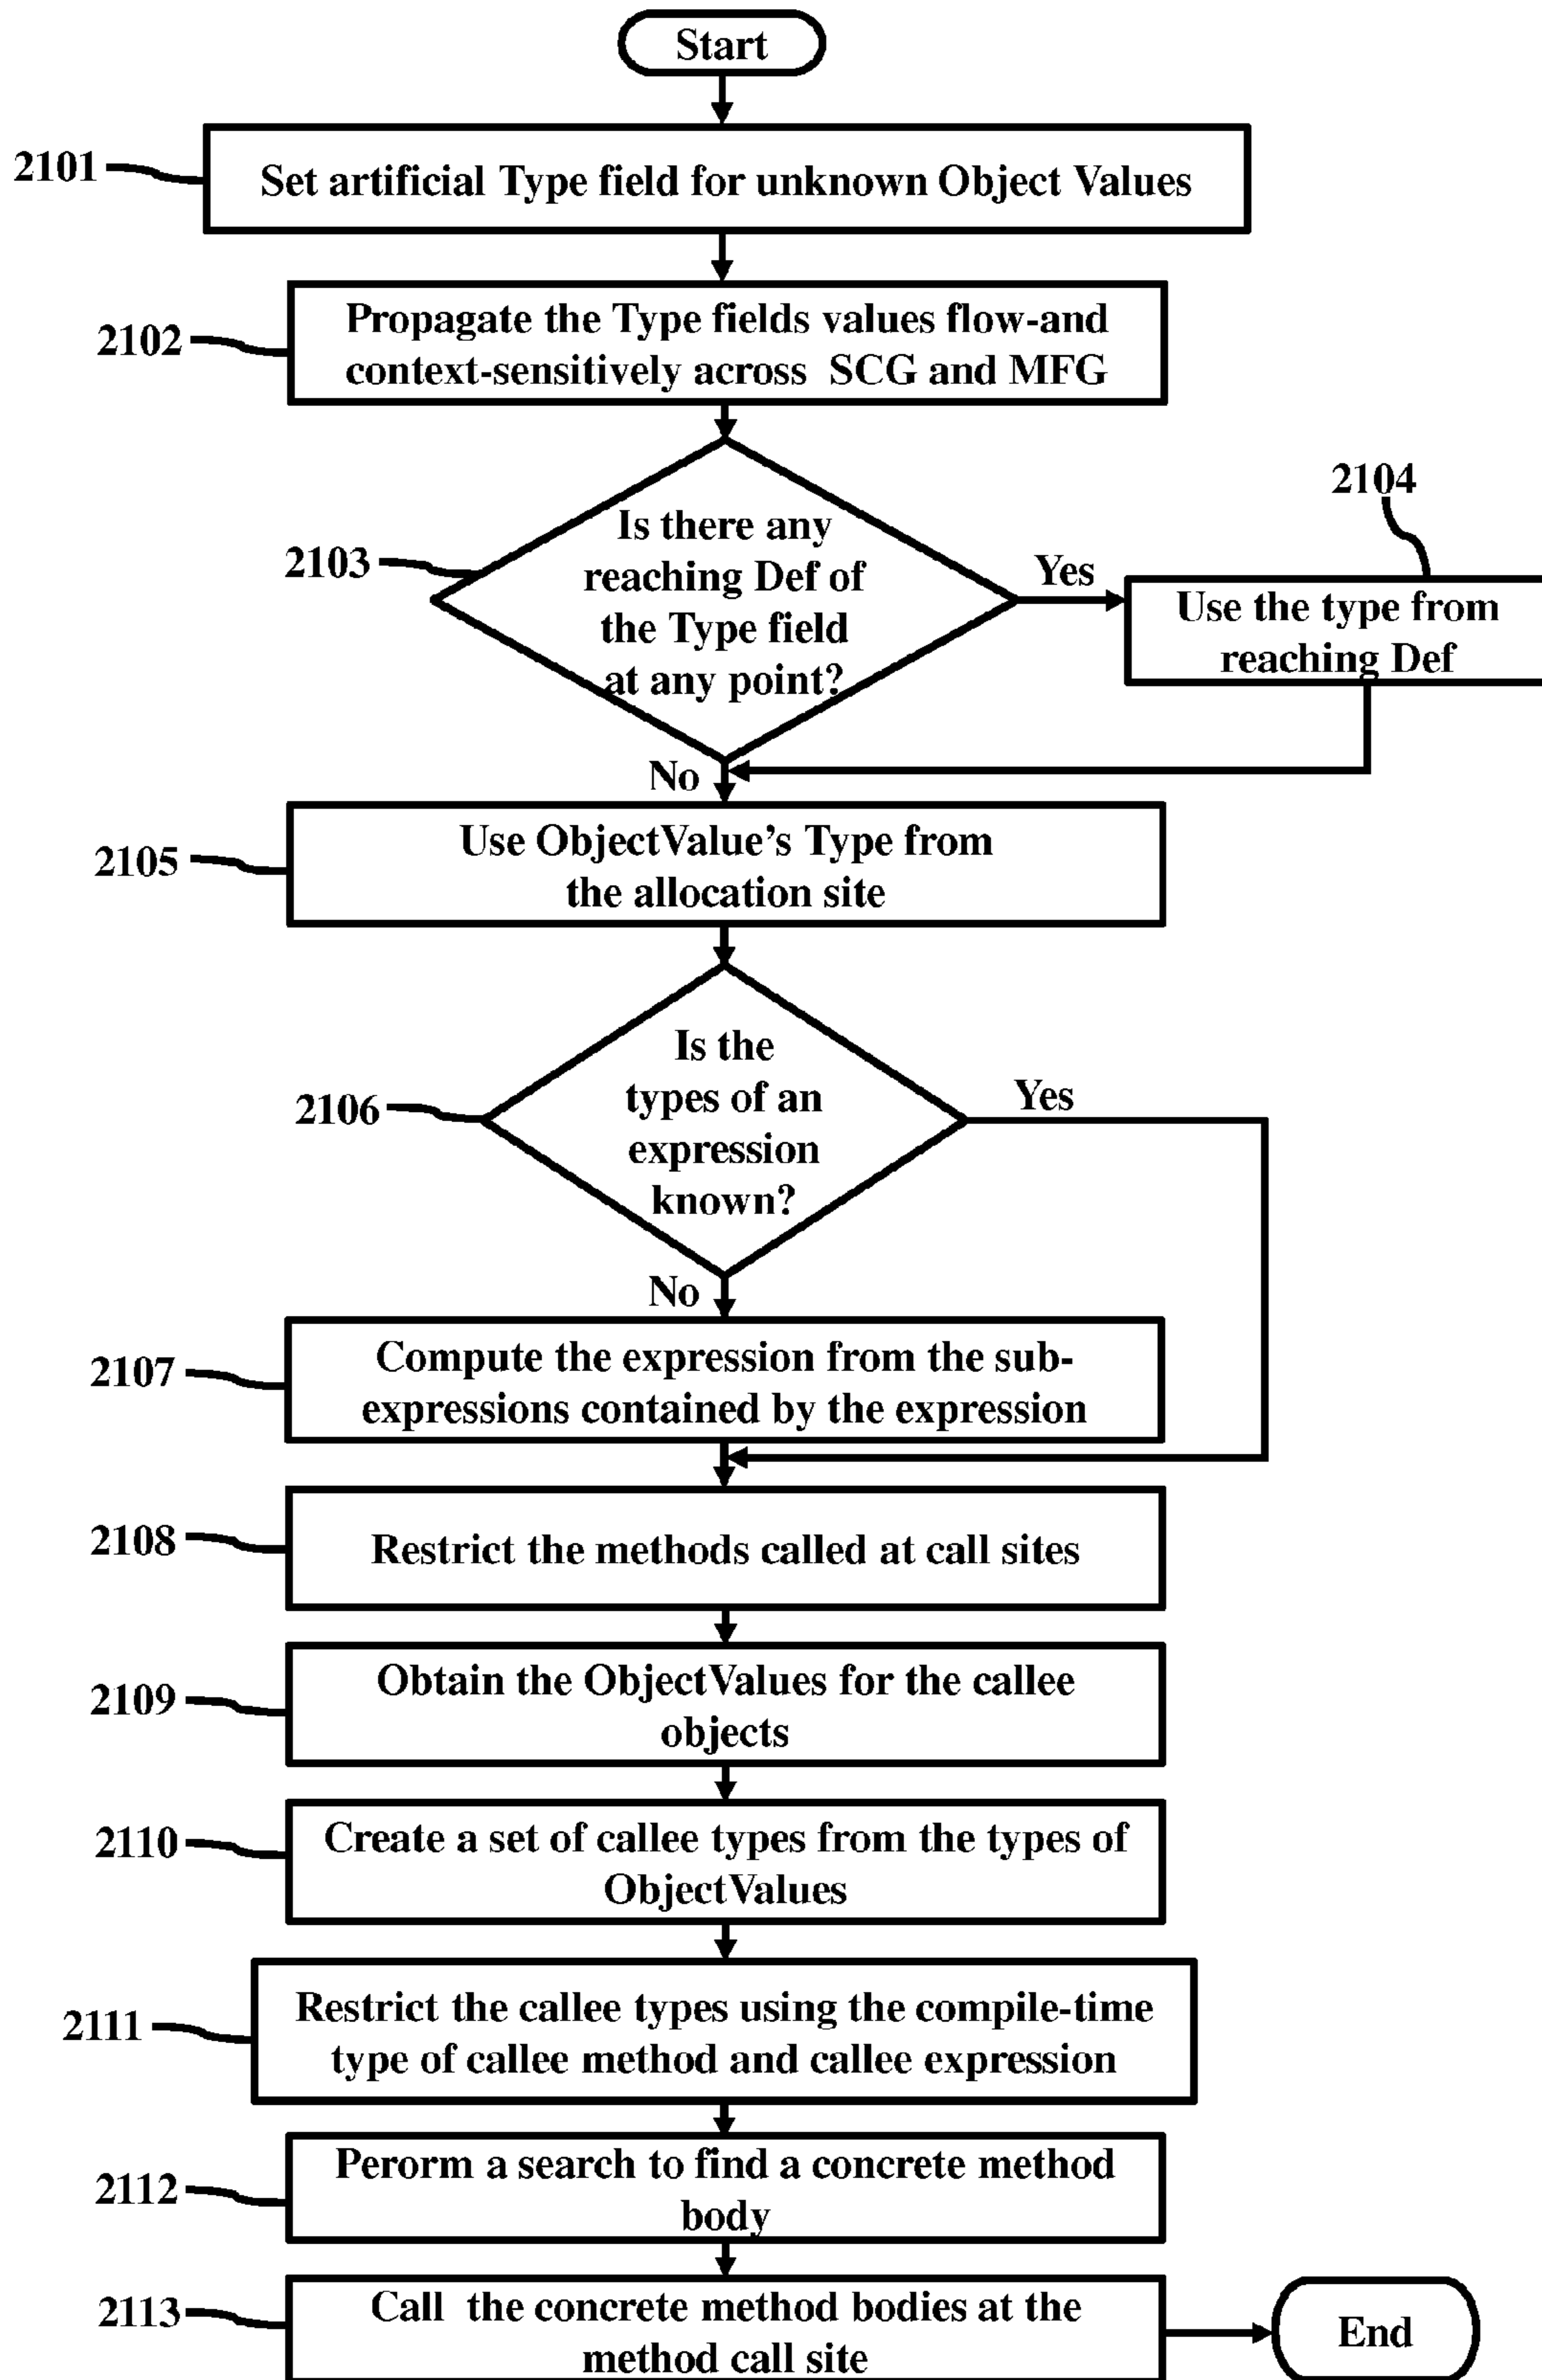 Start
2101
Set artificial Type field for unknown Object Values
2102
Propagate the Type fields values flow-and
context-sensitively across SCG and MFG
2103
Is there any
reaching Def of
the Type field
at any point?
Yes
2104
Use the type from
reaching Def
No
2105
Use ObjectValue's Type from
the allocation site
2106
Is the
types of an
expression
known?
Yes
No
2107
Compute the expression from the sub-
expressions contained by the expression
2108
Restrict the methods called at call sites
2109
Obtain the ObjectValues for the callee
objects
2110
Create a set of callee types from the types of
ObjectValues
2111
Restrict the callee types using the compile-time
type of callee method and callee expression
2112
Perorm a search to find a concrete method
body
2113
Call the concrete method bodies at the
method call site
End